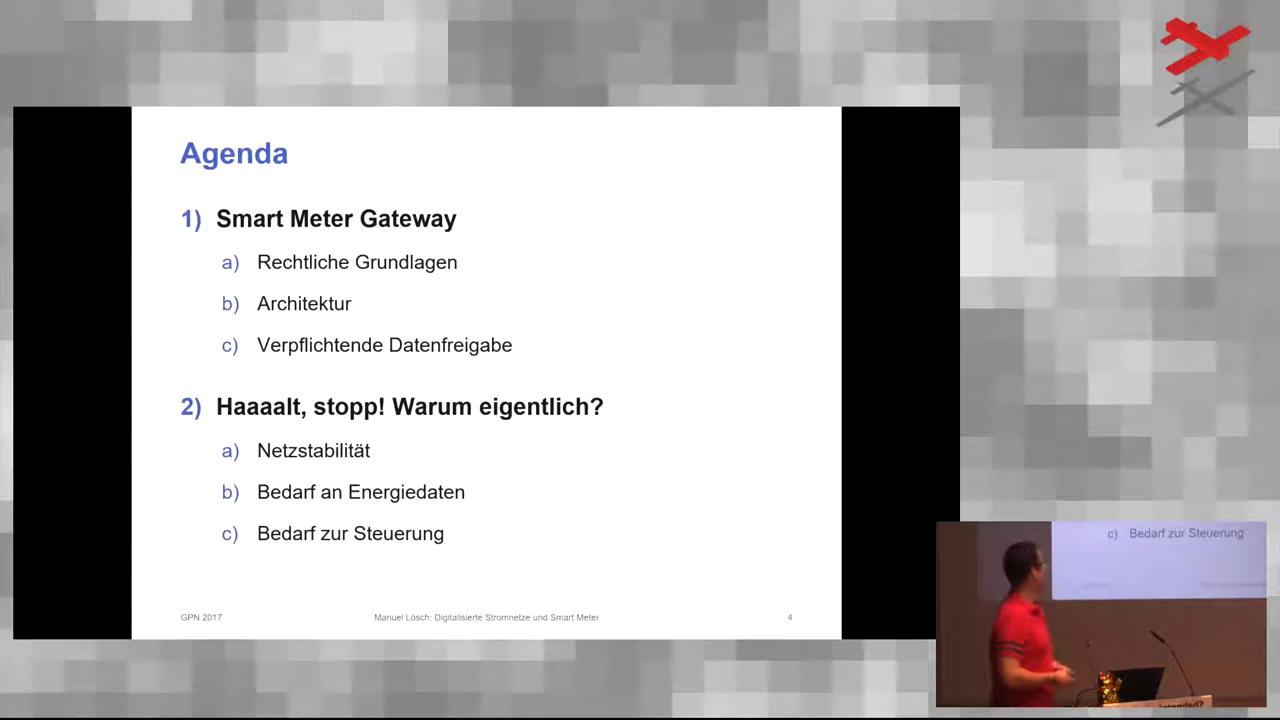 Agenda
1) Smart Meter Gateway
a) Rechtliche Grundlagen
b) Architektur
c) Verpflichtende Datenfreigabe
2) Haaaalt, stopp! Warum eigentlich?
a) Netzstabilität
b) Bedarf an Energiedaten
c) Bedarf zur Steuerung
GPN 2017 Manuel Lösch: Digitalisierte Stromnetze und Smart Meter 4
c) Bedarf zur Steuerung